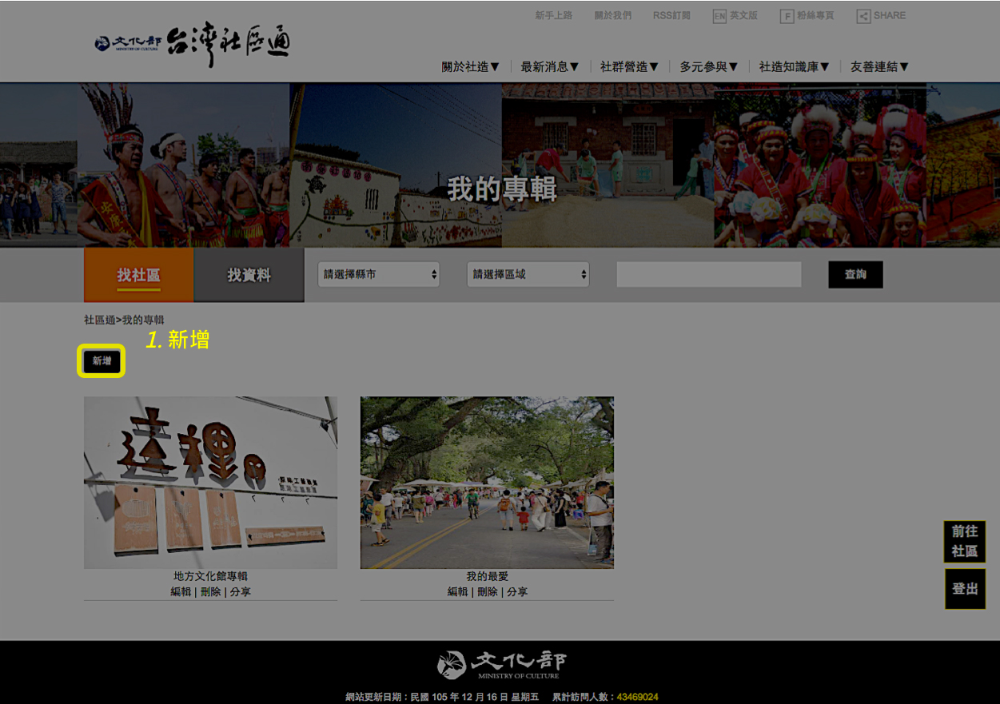 新手上路 關於我們 RSS訂閱 EN 英文版 F 粉絲專頁 SHARE
文化部 台灣社區通
MINISTRY OF CULTURE
關於社造▼ 最新消息▼ 社群營造▼ 多元參與▼ 社造知識庫▼ 友善連結▼
我的專輯
找社區 找資料 請選擇縣市 請選擇區域 查詢
社區通>我的專輯
1. 新增
新增
達裡
地方文化館專輯
編輯 | 刪除 | 分享
我的最愛
編輯 | 刪除 | 分享
前往
社區
登出
文化部
MINISTRY OF CULTURE
網站更新日期：民國 105 年 12 月 16 日 星期五 累計訪問人數：43469024